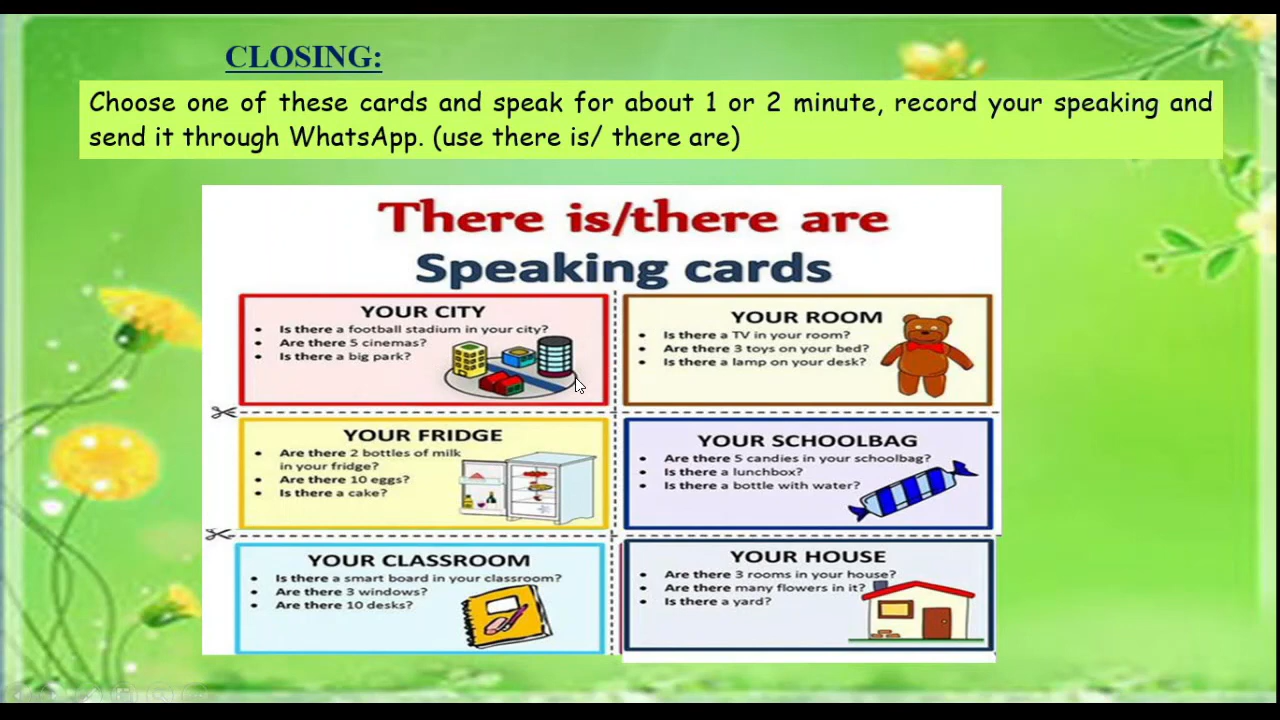 CLOSING:
Choose one of these cards and speak for about 1 or 2 minute, record your speaking and
send it through WhatsApp. (use there is/ there are)
There is/there are
Speaking cards
YOUR CITY
• Is there a football stadium in your city?
• Are there 5 cinemas?
• Is there a big park?
YOUR ROOM
• Is there a TV in your room?
• Are there 3 toys on your bed?
• Is there a lamp on your desk?
YOUR FRIDGE
• Are there 2 bottles of milk
in your fridge?
• Are there 10 eggs?
• Is there a cake?
YOUR SCHOOLBAG
• Are there 5 candies in your schoolbag?
• Is there a lunchbox?
• Is there a bottle with water?
YOUR CLASSROOM
• Is there a smart board in your classroom?
• Are there 3 windows?
• Are there 10 desks?
YOUR HOUSE
• Are there 3 rooms in your house?
• Are there many flowers in it?
• Is there a yard?